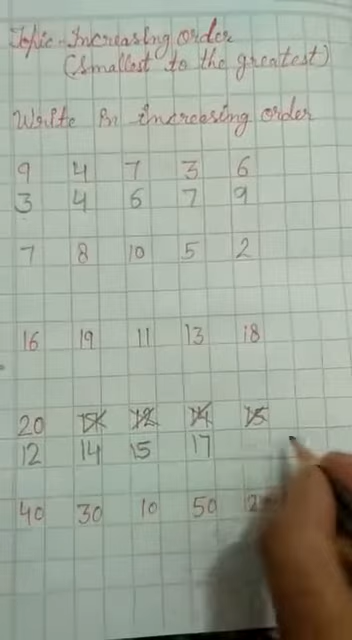 Topic-Increasing order
(Smallest to the greatest)
Write in increasing order
9 4 7 3 6
3 4 6 7 9
7 8 10 5 2
16 19 11 13 18
20 12 14 15
12 14 15 17
40 30 10 50